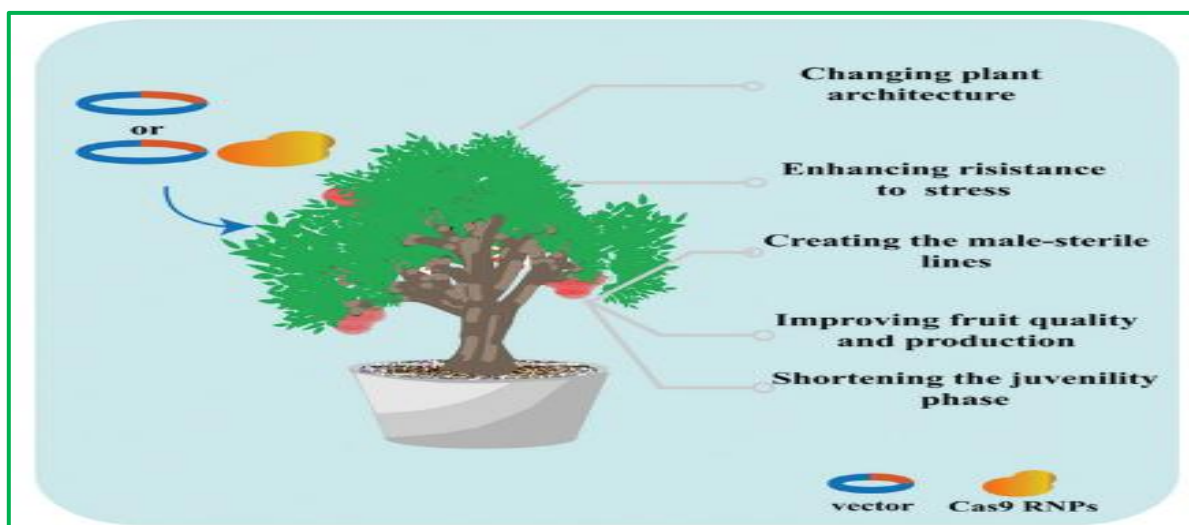 Changing plant
architecture
or
Enhancing risistance
to stress
Creating the male-sterile
lines
Improving fruit quality
and production
Shortening the juvenility
phase
vector
Cas9 RNPs